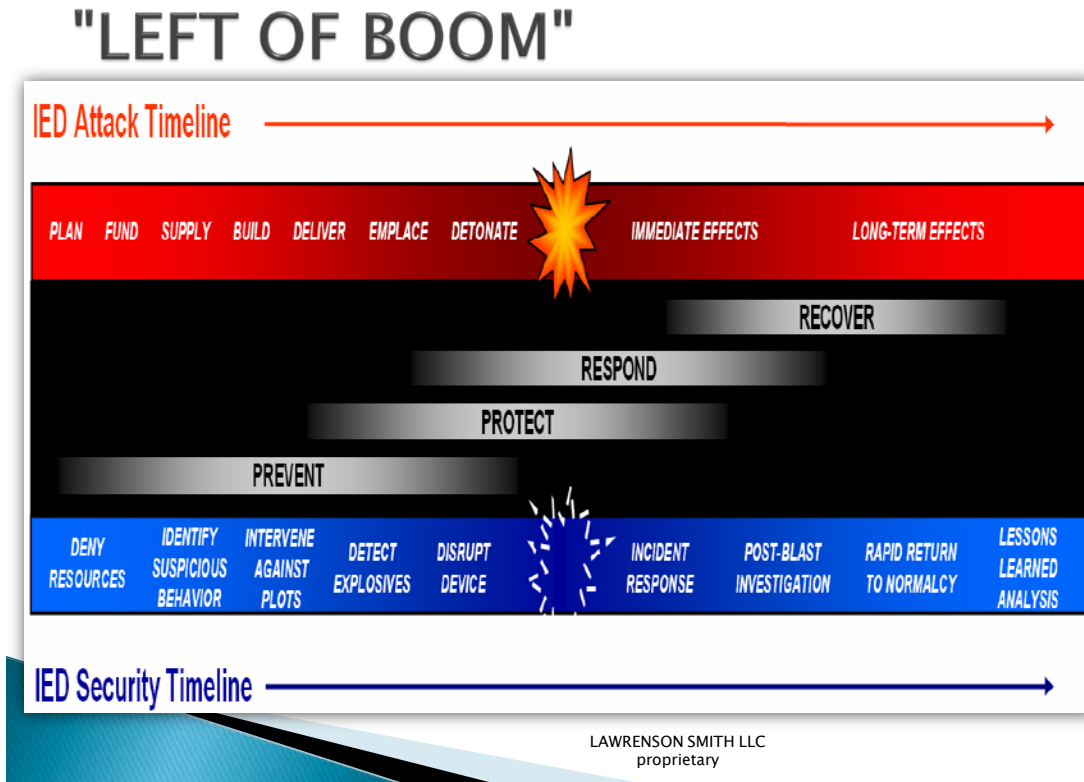 "LEFT OF BOOM"
IED Attack Timeline
PLAN FUND SUPPLY BUILD DELIVER EMPLACE DETONATE IMMEDIATE EFFECTS LONG-TERM EFFECTS
RECOVER
RESPOND
PROTECT
PREVENT
DENY
RESOURCES
IDENTIFY
SUSPICIOUS
BEHAVIOR
INTERVENE
AGAINST
PLOTS
DETECT
EXPLOSIVES
DISRUPT
DEVICE
INCIDENT
RESPONSE
POST-BLAST
INVESTIGATION
RAPID RETURN
TO NORMALCY
LESSONS
LEARNED
ANALYSIS
IED Security Timeline
LAWRENSON SMITH LLC
proprietary